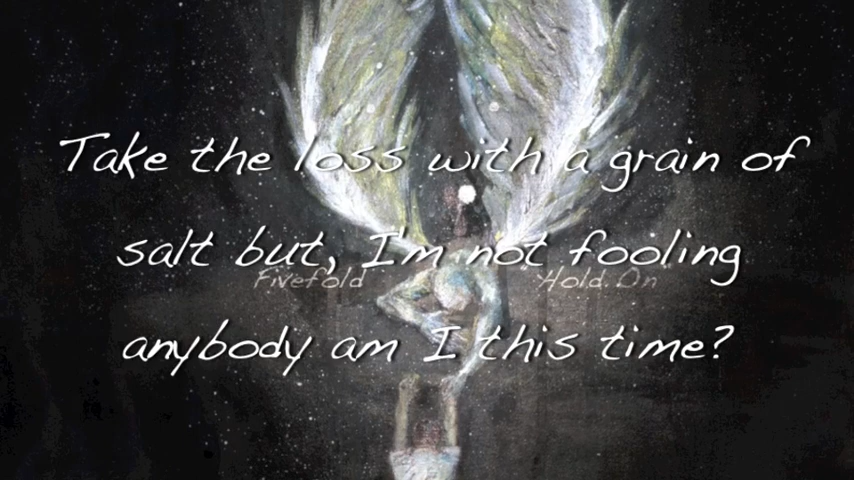 Take the loss with a grain of
salt but, I'm not fooling
Fivefold Hold On
anybody am I this time?